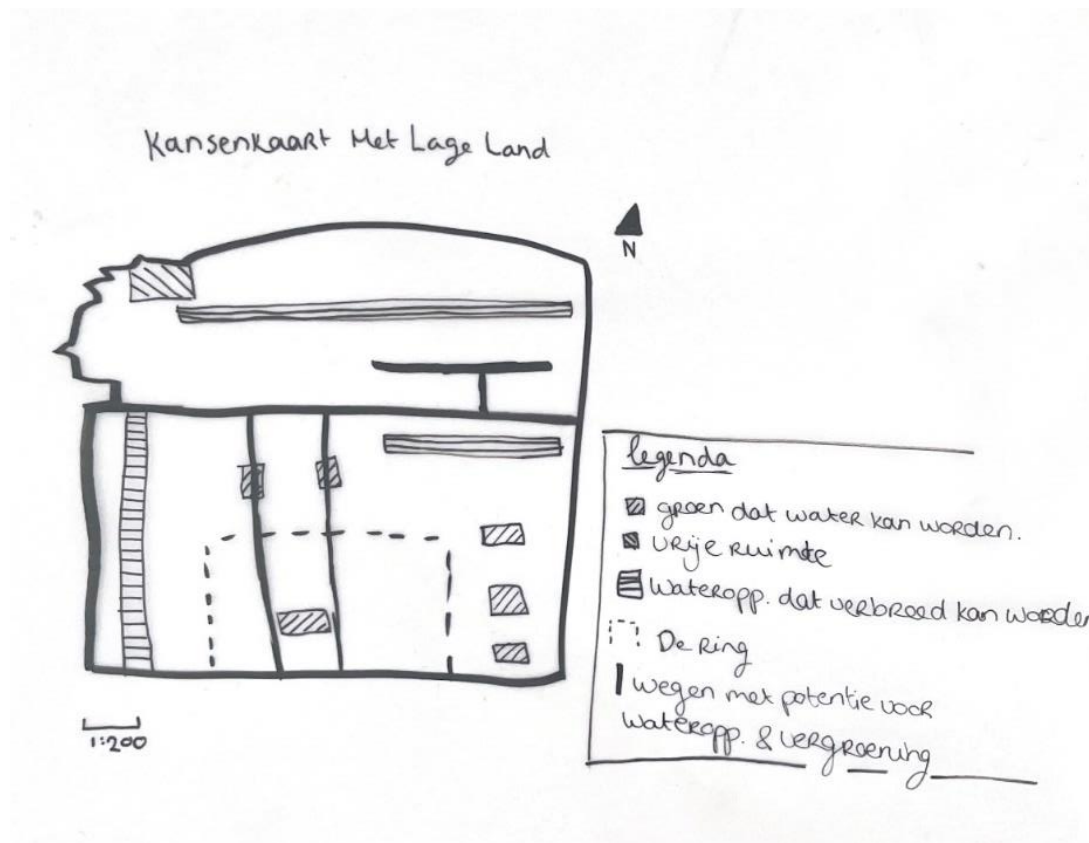 Kansenkaart Het Lage Land
N
legenda
groen dat water kan worden.
vrije ruimte
Wateropp. dat verbreed kan worden
De Ring
wegen met potentie voor
wateropp. & vergroening
1:200